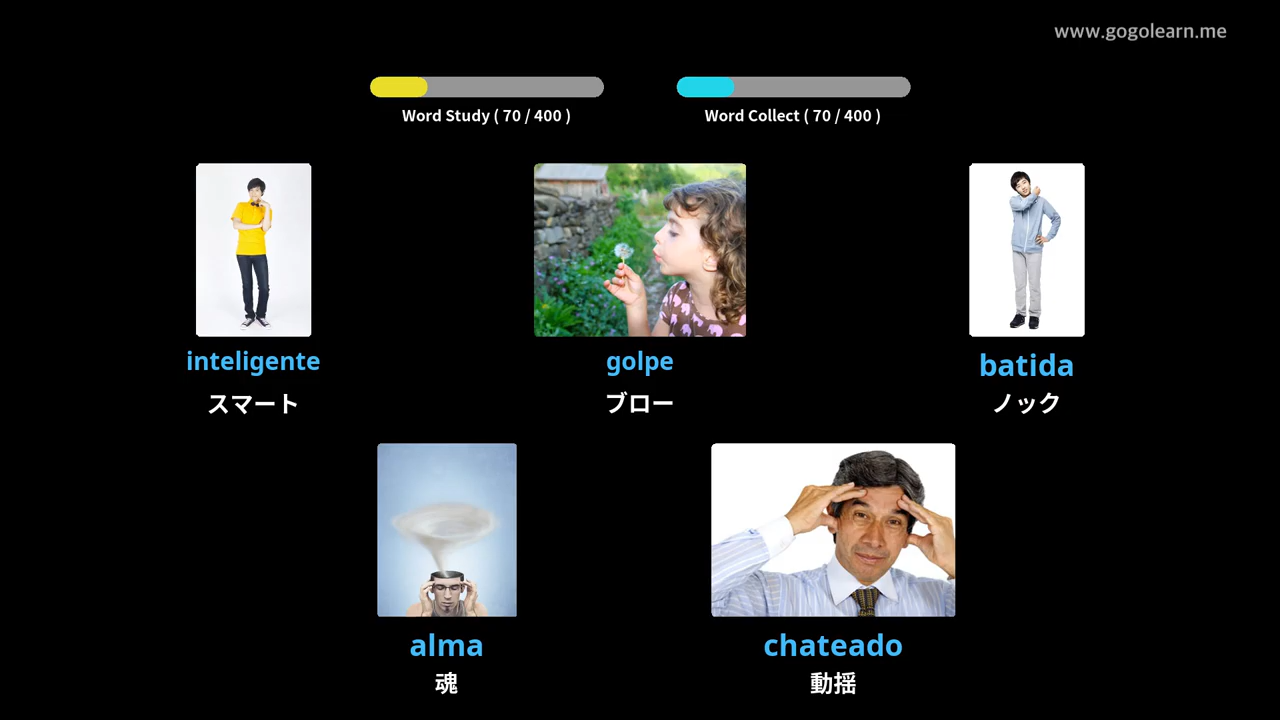 www.gogolearn.me
Word Study ( 70 / 400 )
Word Collect ( 70 / 400 )
inteligente
スマート
golpe
ブロー
batida
ノック
alma
魂
chateado
動揺